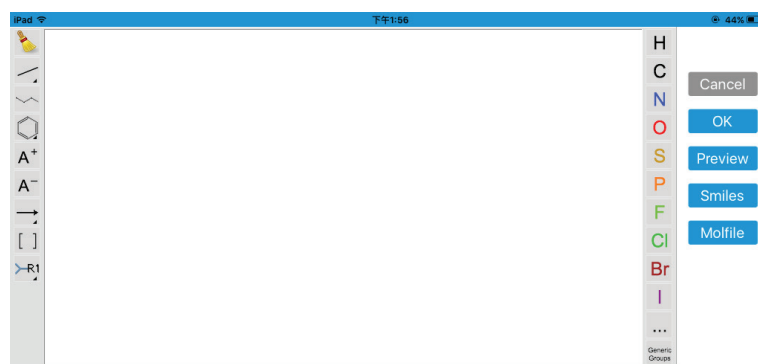 iPad 下午1:56 44%
A+
A−
[ ]
R1
H
C
N
O
S
P
F
Cl
Br
I
...
Generic
Groups
Cancel
OK
Preview
Smiles
Molfile